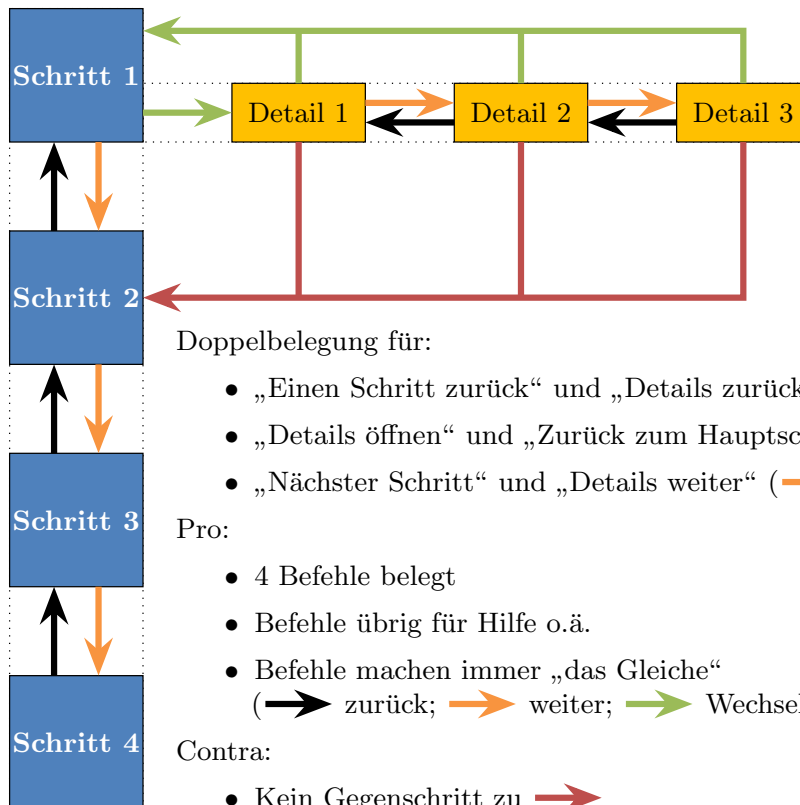 Schritt 1
Detail 1
Detail 2
Detail 3
Schritt 2
Doppelbelegung für:
• „Einen Schritt zurück“ und „Details zurück
• „Details öffnen“ und „Zurück zum Hauptsc
• „Nächster Schritt“ und „Details weiter“ (
Schritt 3
Pro:
• 4 Befehle belegt
• Befehle übrig für Hilfe o.ä.
• Befehle machen immer „das Gleiche“
( zurück; weiter; Wechsel
Schritt 4
Contra:
• Kein Gegenschritt zu